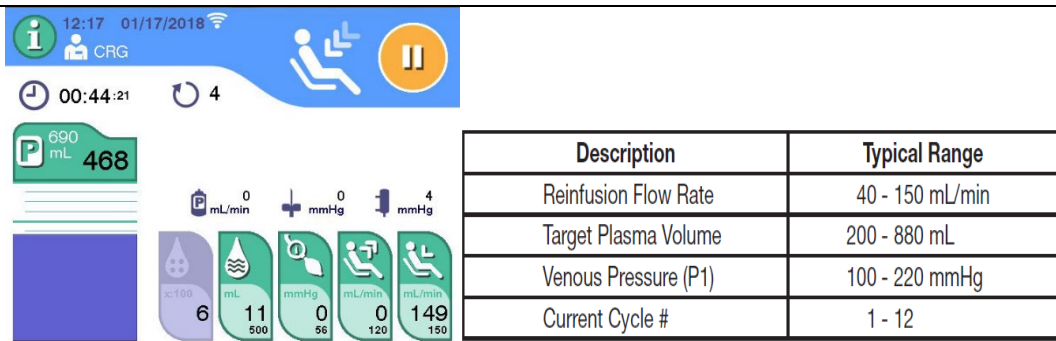 12:17 01/17/2018
i
CRG
00:44:21 4
690
P mL 468
P 0 mL/min 0 mmHg 4 mmHg
x:100 6
mL 11 500
mmHg 0 56
mL/min 0 120
mL/min 149 150
Description Typical Range
Reinfusion Flow Rate 40 - 150 mL/min
Target Plasma Volume 200 - 880 mL
Venous Pressure (P1) 100 - 220 mmHg
Current Cycle # 1 - 12